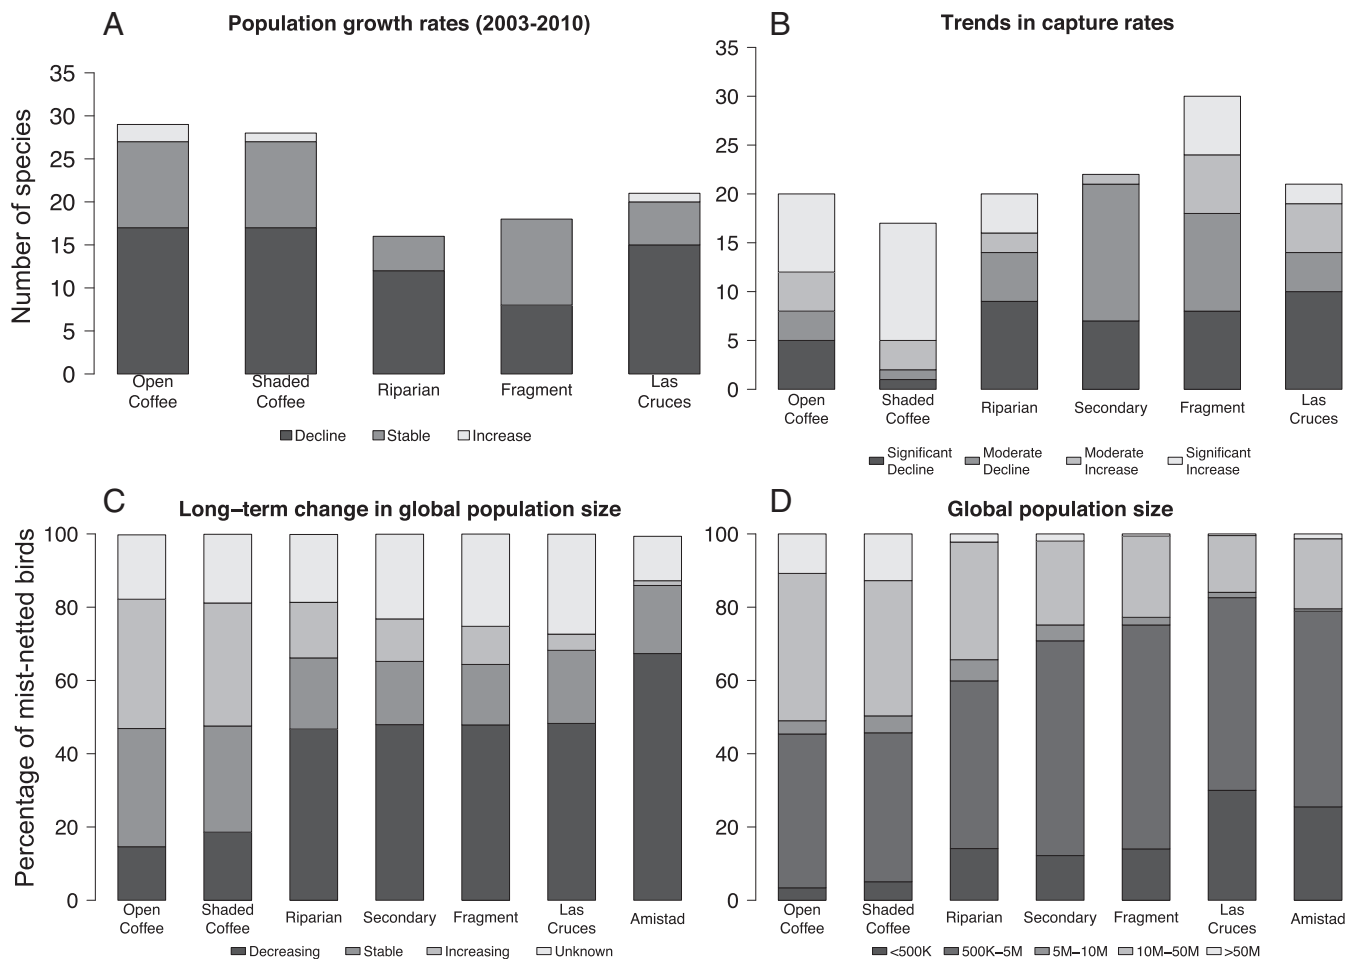 A
Population growth rates (2003-2010)
Number of species
35
30
25
20
15
10
5
0
Open
Coffee
Shaded
Coffee
Riparian
Fragment
Las
Cruces
Decline Stable Increase
B
Trends in capture rates
35
30
25
20
15
10
5
0
Open
Coffee
Shaded
Coffee
Riparian
Secondary
Fragment
Las
Cruces
Significant
Decline
Moderate
Decline
Moderate
Increase
Significant
Increase
C
Long–term change in global population size
Percentage of mist-netted birds
100
80
60
40
20
0
Open
Coffee
Shaded
Coffee
Riparian
Secondary
Fragment
Las
Cruces
Amistad
Decreasing Stable Increasing Unknown
D
Global population size
100
80
60
40
20
0
Open
Coffee
Shaded
Coffee
Riparian
Secondary
Fragment
Las
Cruces
Amistad
<500K 500K–5M 5M–10M 10M–50M >50M